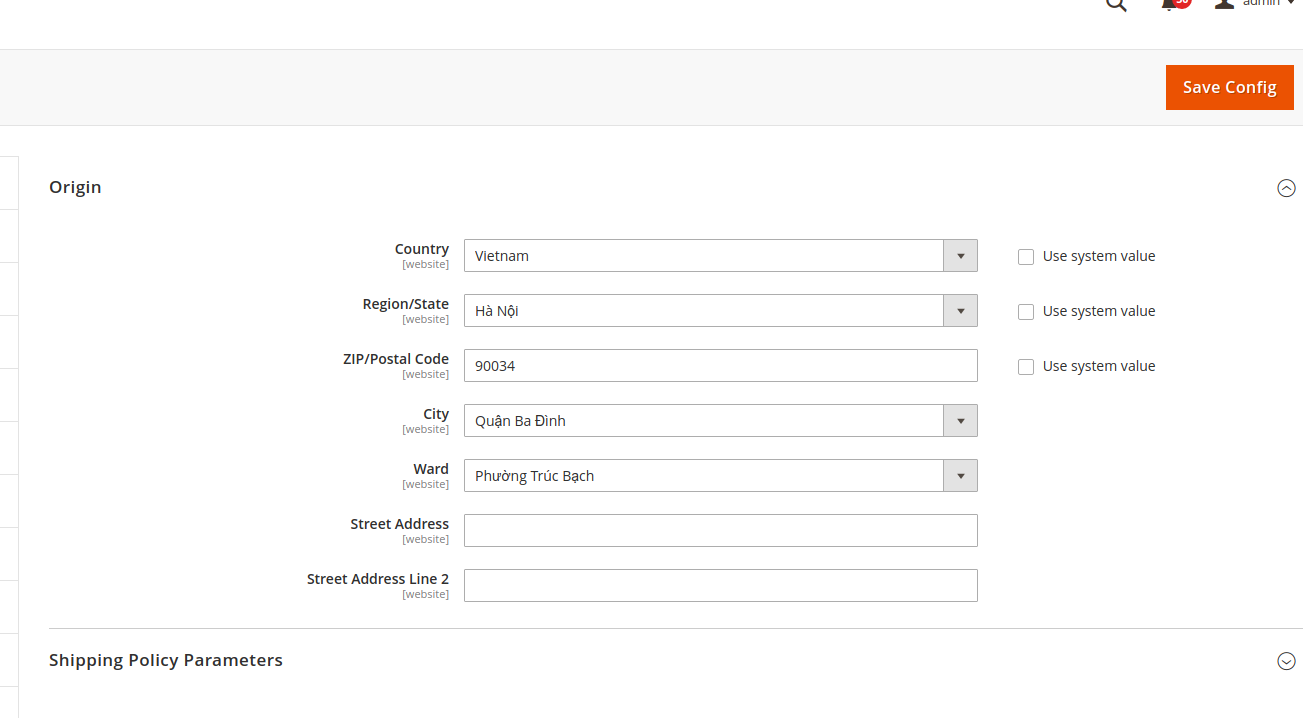 admin
Save Config
Origin
Country
[website]
Vietnam
Use system value
Region/State
[website]
Hà Nội
Use system value
ZIP/Postal Code
[website]
90034
Use system value
City
[website]
Quận Ba Đình
Ward
[website]
Phường Trúc Bạch
Street Address
[website]
Street Address Line 2
[website]
Shipping Policy Parameters